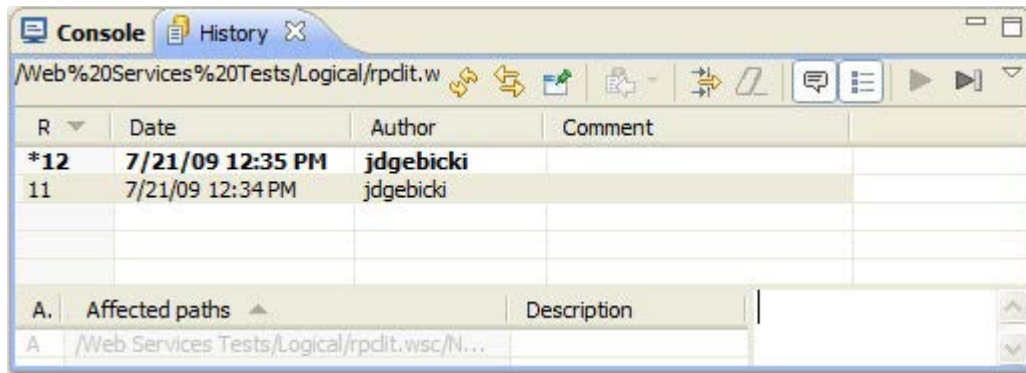 Console History
/Web%20Services%20Tests/Logical/rpclit.w
R Date Author Comment
*12 7/21/09 12:35 PM jdgebicki
11 7/21/09 12:34 PM jdgebicki
A. Affected paths Description
A /Web Services Tests/Logical/rpclit.wsc/N...